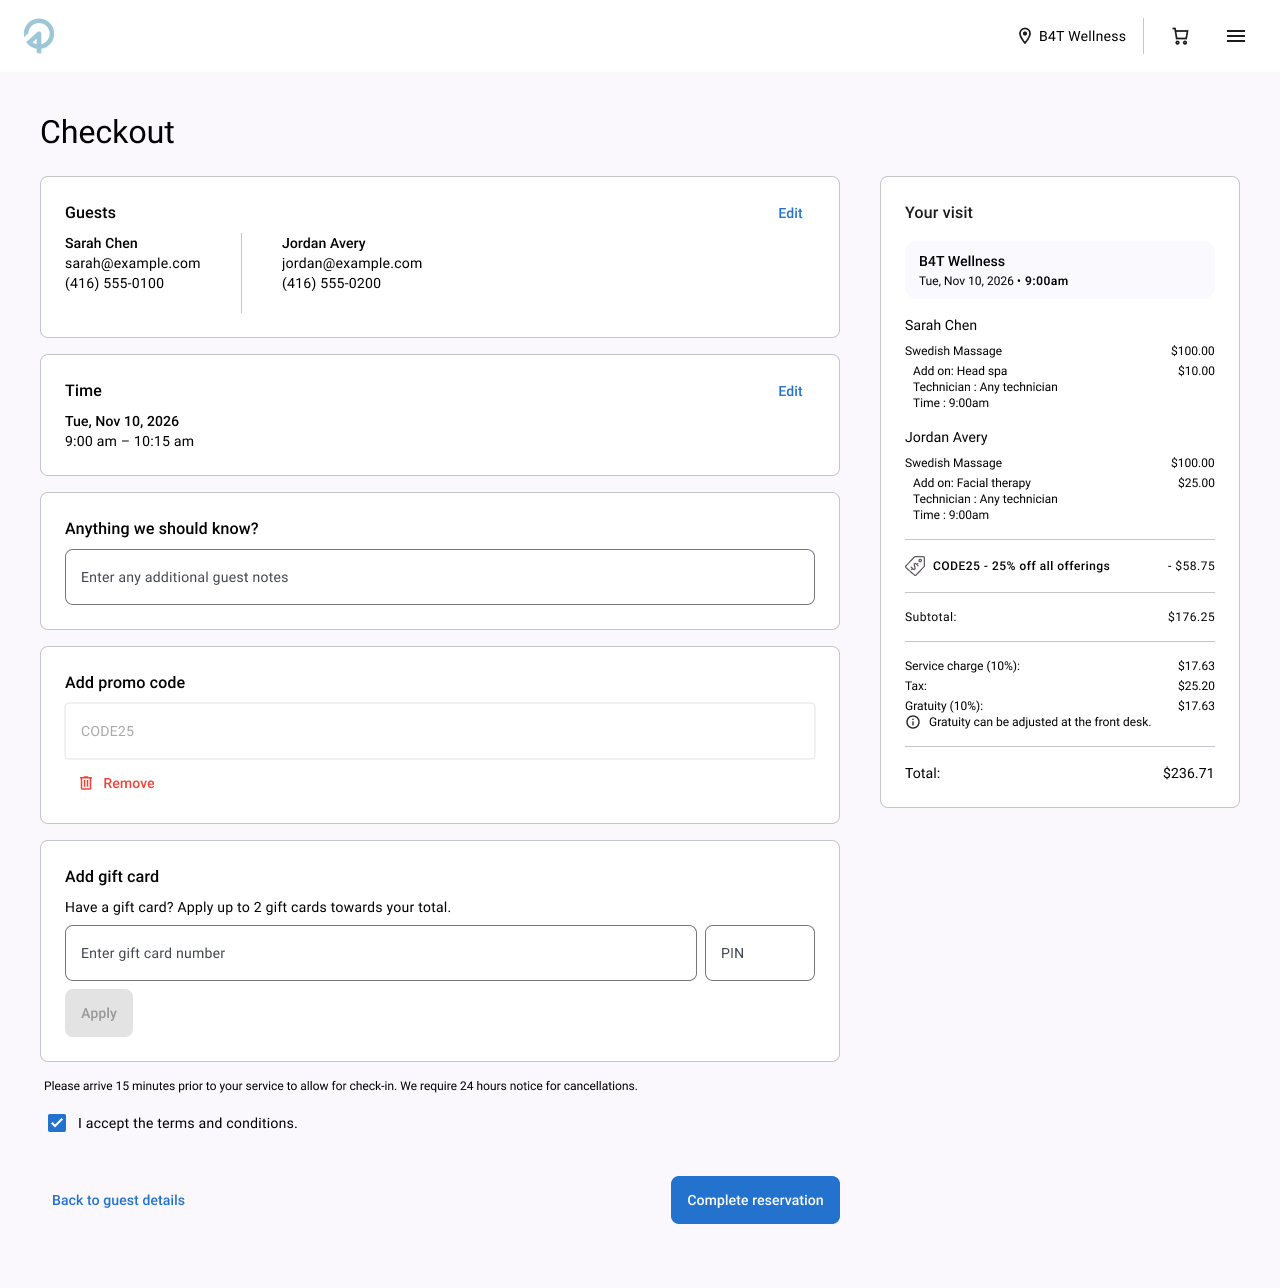 B4T Wellness
Checkout
Guests
Edit
Sarah Chen
sarah@example.com
(416) 555-0100
Jordan Avery
jordan@example.com
(416) 555-0200
Time
Edit
Tue, Nov 10, 2026
9:00 am – 10:15 am
Anything we should know?
Enter any additional guest notes
Add promo code
CODE25
Remove
Add gift card
Have a gift card? Apply up to 2 gift cards towards your total.
Enter gift card number
PIN
Apply
Please arrive 15 minutes prior to your service to allow for check-in. We require 24 hours notice for cancellations.
I accept the terms and conditions.
Back to guest details
Complete reservation
Your visit
B4T Wellness
Tue, Nov 10, 2026 • 9:00am
Sarah Chen
Swedish Massage $100.00
Add on: Head spa $10.00
Technician : Any technician
Time : 9:00am
Jordan Avery
Swedish Massage $100.00
Add on: Facial therapy $25.00
Technician : Any technician
Time : 9:00am
CODE25 - 25% off all offerings - $58.75
Subtotal: $176.25
Service charge (10%): $17.63
Tax: $25.20
Gratuity (10%): $17.63
Gratuity can be adjusted at the front desk.
Total: $236.71